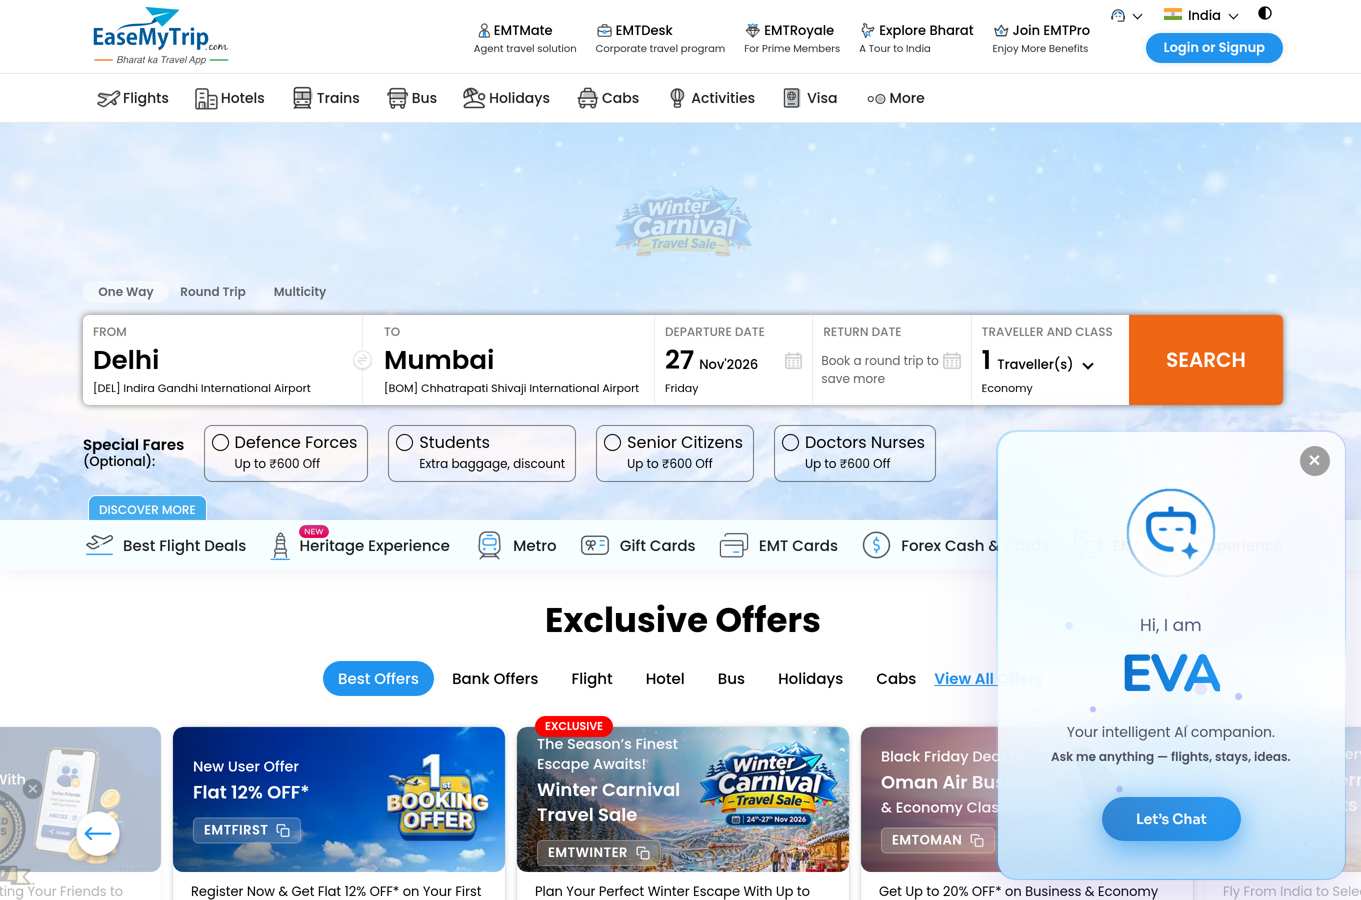 EaseMyTrip.com
Bharat ka Travel App
EMTMate
Agent travel solution
EMTDesk
Corporate travel program
EMTRoyale
For Prime Members
Explore Bharat
A Tour to India
Join EMTPro
Enjoy More Benefits
India
Login or Signup
Flights
Hotels
Trains
Bus
Holidays
Cabs
Activities
Visa
More
Winter
Carnival
Travel Sale
One Way
Round Trip
Multicity
FROM
Delhi
[DEL] Indira Gandhi International Airport
TO
Mumbai
[BOM] Chhatrapati Shivaji International Airport
DEPARTURE DATE
27 Nov'2026
Friday
RETURN DATE
Book a round trip to
save more
TRAVELLER AND CLASS
1 Traveller(s)
Economy
SEARCH
Special Fares
(Optional):
Defence Forces
Up to ₹600 Off
Students
Extra baggage, discount
Senior Citizens
Up to ₹600 Off
Doctors Nurses
Up to ₹600 Off
DISCOVER MORE
Best Flight Deals
NEW
Heritage Experience
Metro
Gift Cards
EMT Cards
Forex Cash &
Hi, I am
EVA
Your intelligent AI companion.
Ask me anything — flights, stays, ideas.
Let's Chat
Exclusive Offers
Best Offers
Bank Offers
Flight
Hotel
Bus
Holidays
Cabs
View All Offers
With
ting Your Friends to
New User Offer
Flat 12% OFF*
EMTFIRST
1st
BOOKING
OFFER
Register Now & Get Flat 12% OFF* on Your First
EXCLUSIVE
The Season's Finest
Escape Awaits!
Winter Carnival
Travel Sale
EMTWINTER
Winter
Carnival
Travel Sale
24th-27th Nov 2026
Plan Your Perfect Winter Escape With Up to
Black Friday Dea
Oman Air Bus
& Economy Clas
EMTOMAN
Get Up to 20% OFF* on Business & Economy
Fly From India to Selec